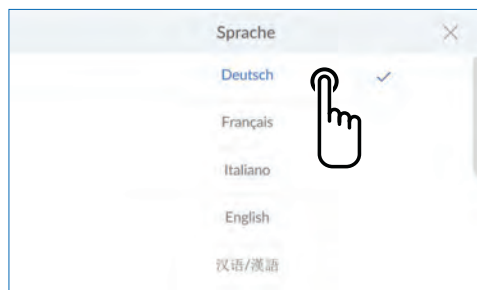 Sprache
Deutsch
Français
Italiano
English
汉语/漢語